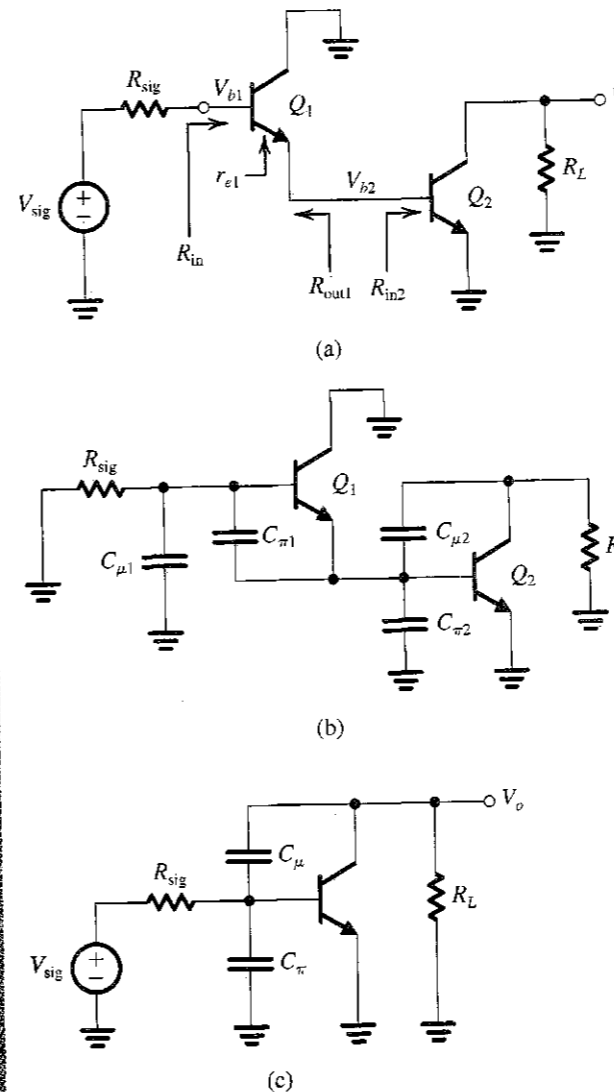 R_sig
V_b1
Q_1
r_e1
V_sig
+
−
R_in
V_b2
Q_2
R_L
R_out1
R_in2
(a)
R_sig
Q_1
C_π1
C_μ1
C_μ2
Q_2
C_π2
(b)
V_o
C_μ
R_sig
R_L
V_sig
+
−
C_π
(c)